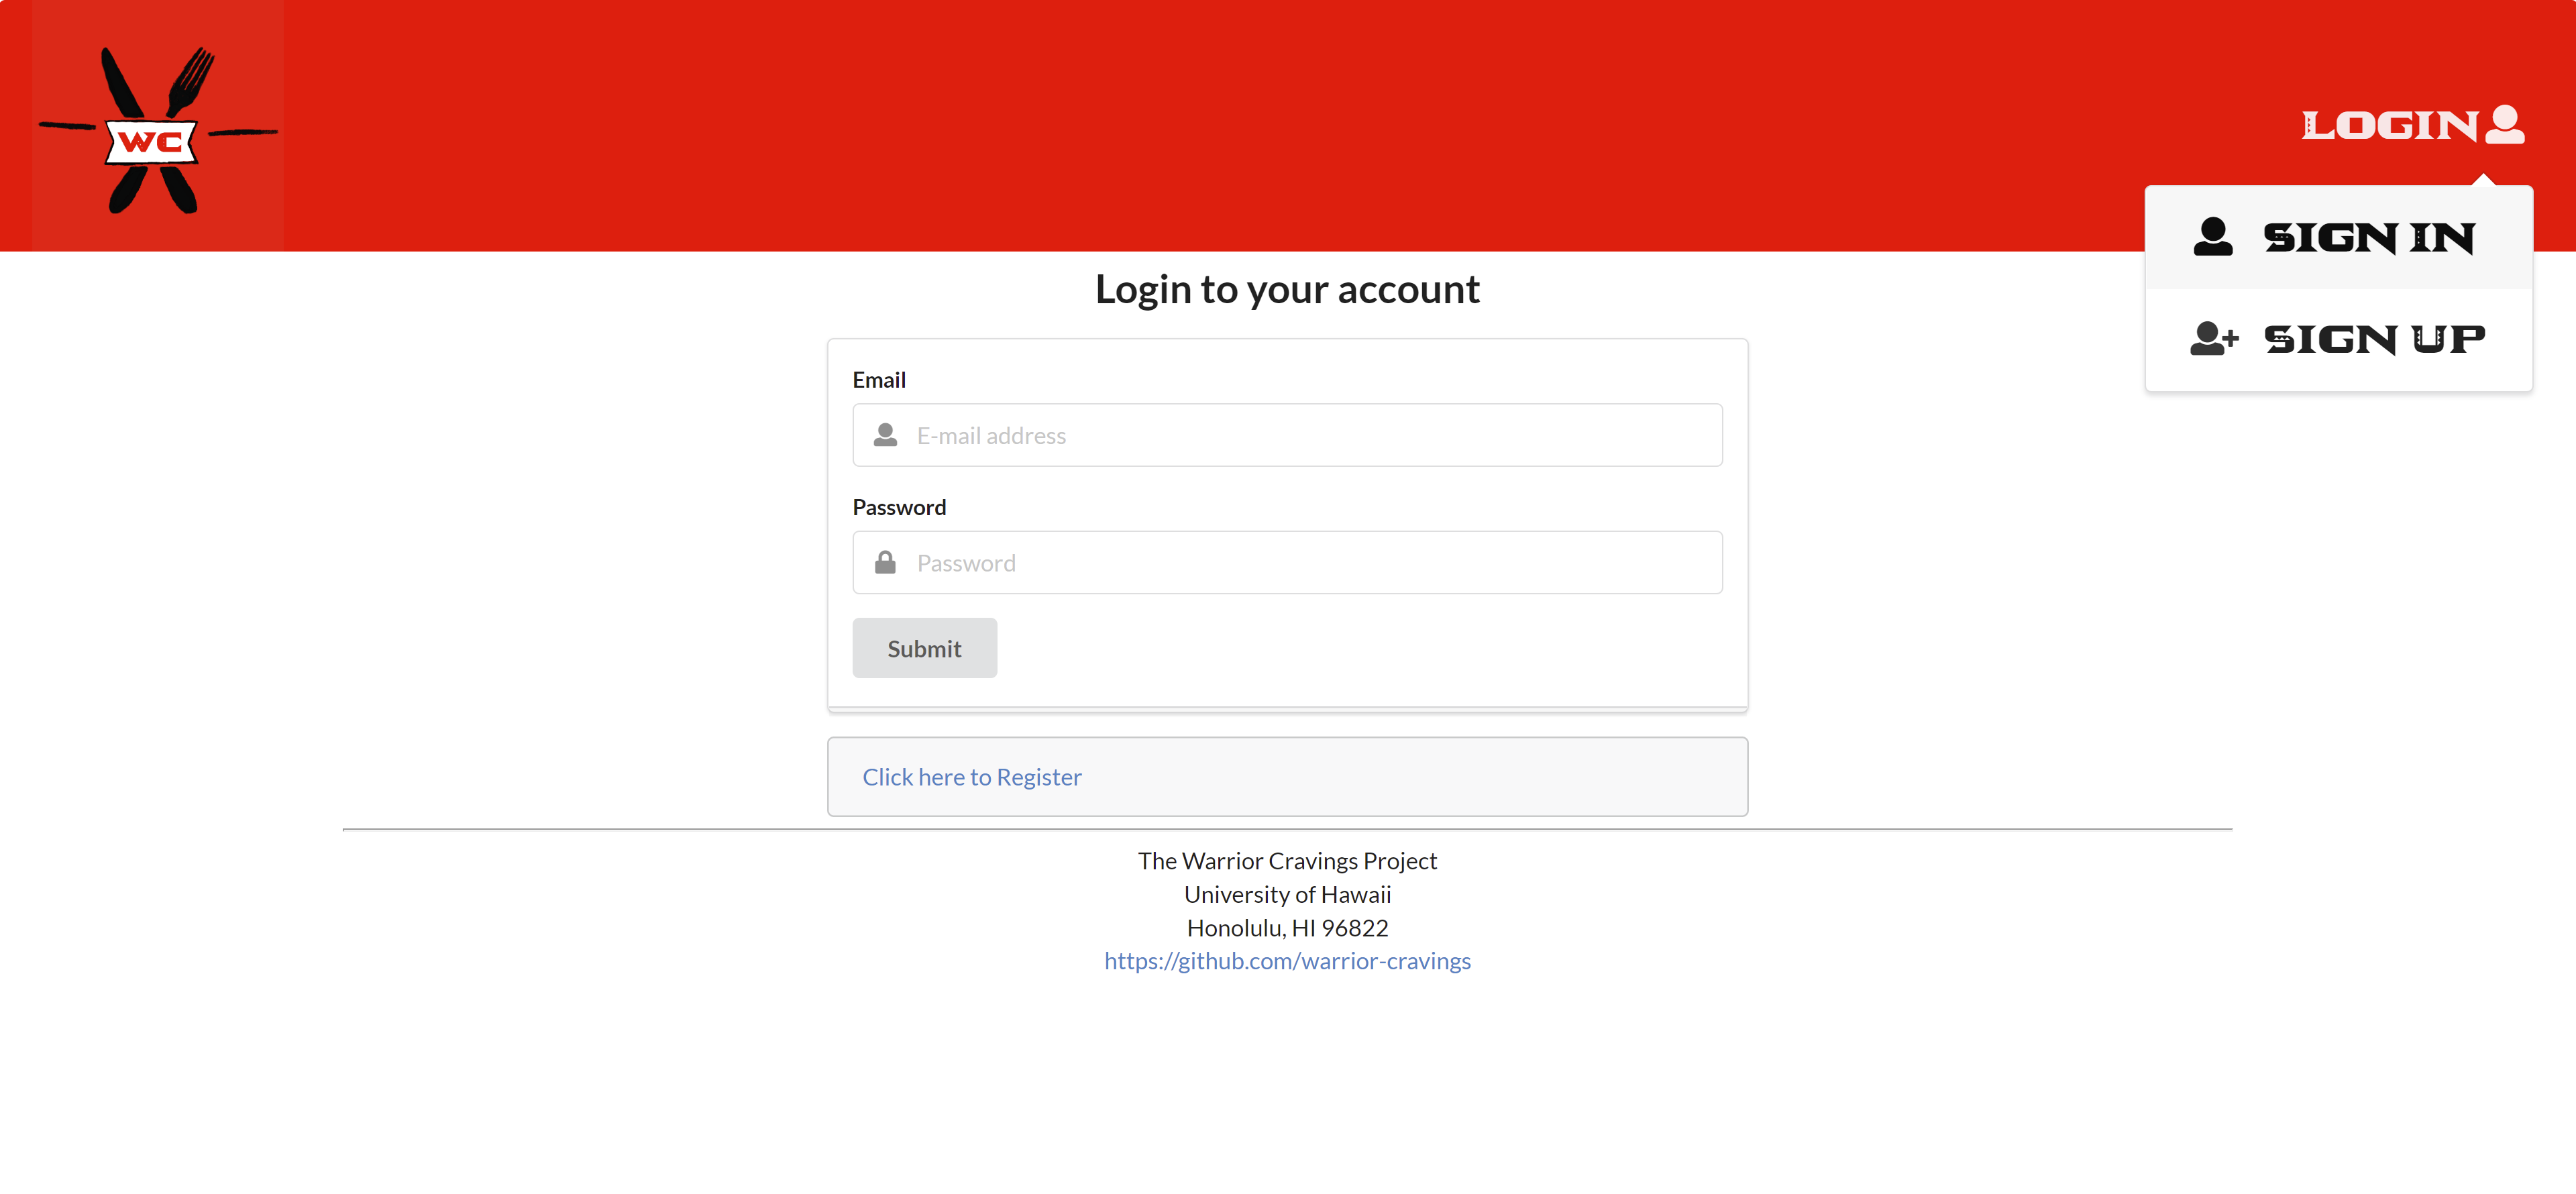 WC
LOGIN
SIGN IN
SIGN UP
Login to your account
Email
E-mail address
Password
Password
Submit
Click here to Register
The Warrior Cravings Project
University of Hawaii
Honolulu, HI 96822
https://github.com/warrior-cravings